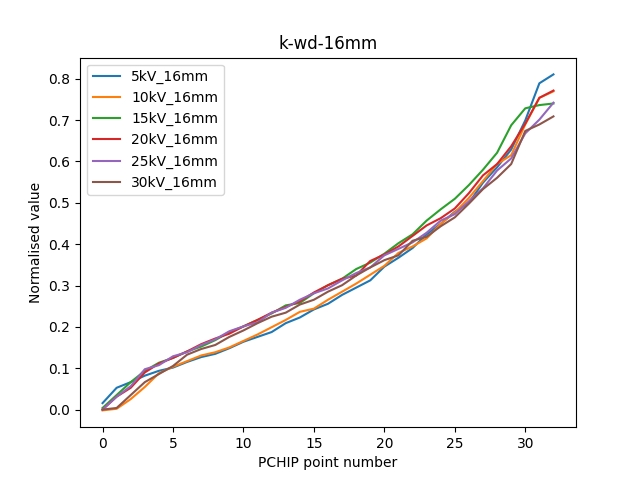 k-wd-16mm
5kV_16mm
10kV_16mm
15kV_16mm
20kV_16mm
25kV_16mm
30kV_16mm
Normalised value
0.8
0.7
0.6
0.5
0.4
0.3
0.2
0.1
0.0
0 5 10 15 20 25 30
PCHIP point number